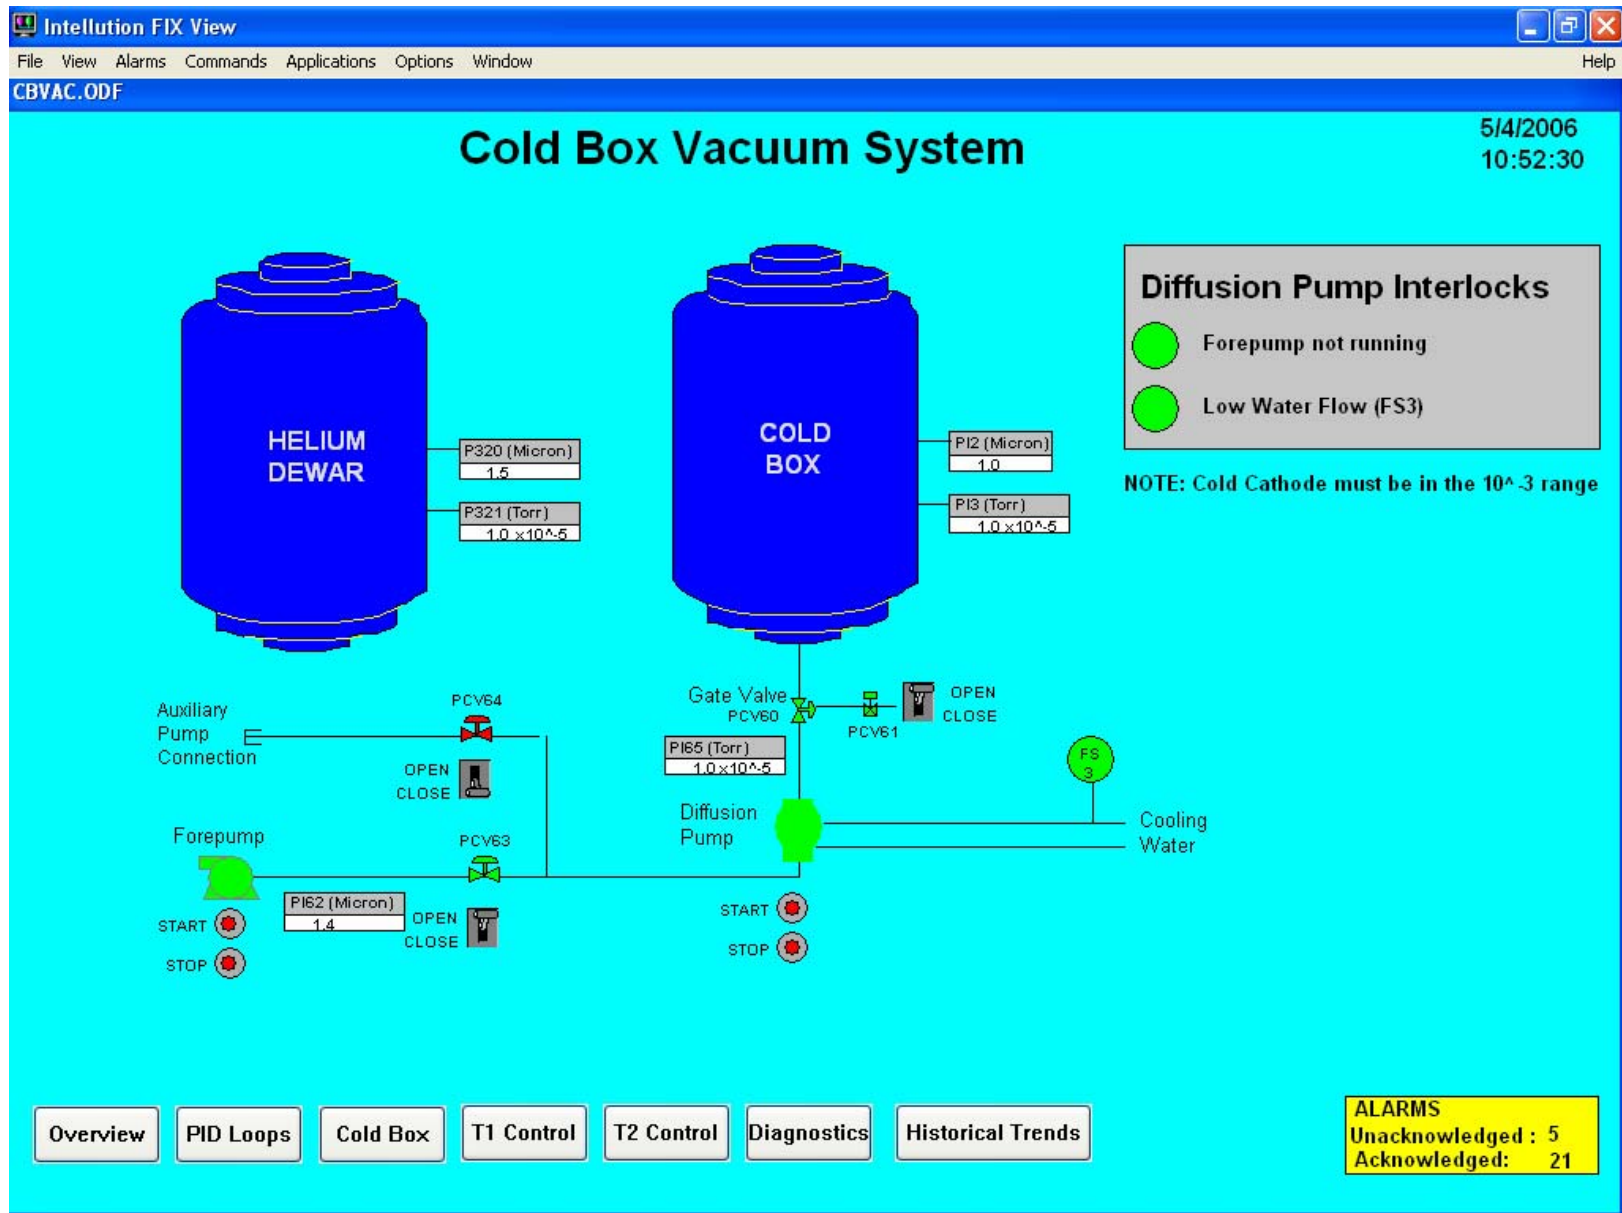 Intellution FIX View
File View Alarms Commands Applications Options Window Help
CBVAC.ODF
Cold Box Vacuum System
5/4/2006
10:52:30
Diffusion Pump Interlocks
Forepump not running
Low Water Flow (FS3)
NOTE: Cold Cathode must be in the 10^-3 range
HELIUM
DEWAR
P320 (Micron)
1.5
P321 (Torr)
1.0 x10^-5
COLD
BOX
PI2 (Micron)
1.0
PI3 (Torr)
1.0 x10^-5
Gate Valve
PCV60
PCV61
OPEN
CLOSE
PI65 (Torr)
1.0 x10^-5
Auxiliary
Pump
Connection
PCV64
OPEN
CLOSE
FS
3
Diffusion
Pump
Cooling
Water
Forepump
PCV63
PI62 (Micron)
1.4
OPEN
CLOSE
START
STOP
START
STOP
Overview
PID Loops
Cold Box
T1 Control
T2 Control
Diagnostics
Historical Trends
ALARMS
Unacknowledged : 5
Acknowledged: 21